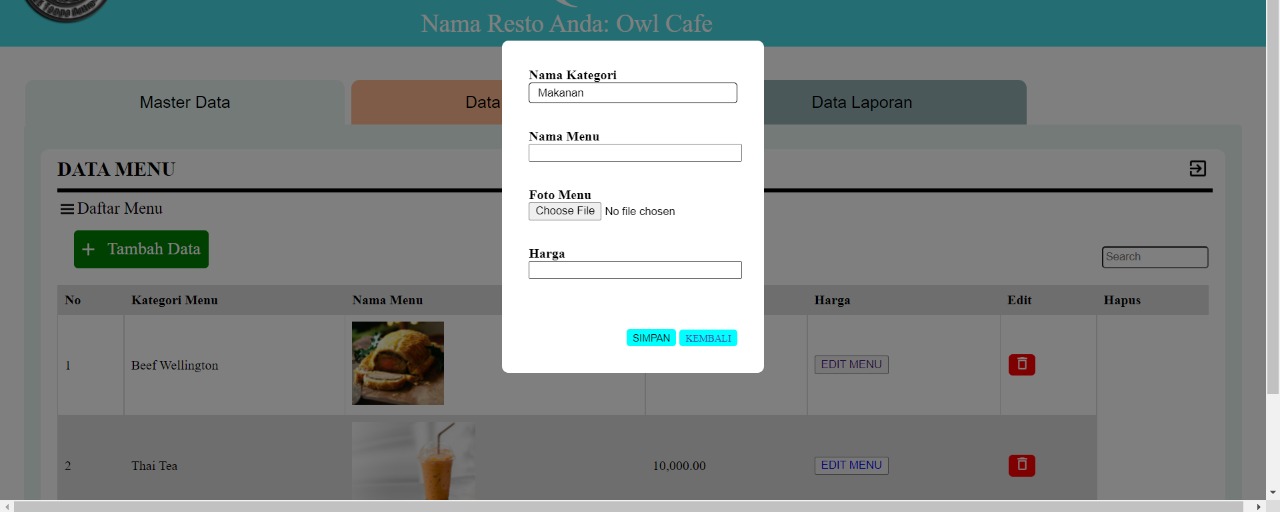 Nama Resto Anda: Owl Cafe
Master Data
Data
Data Laporan
Nama Kategori
Makanan
Nama Menu
Foto Menu
Choose File No file chosen
Harga
SIMPAN KEMBALI
DATA MENU
Daftar Menu
+ Tambah Data
Search
No Kategori Menu Nama Menu Harga Edit Hapus
1 Beef Wellington EDIT MENU
2 Thai Tea 10,000.00 EDIT MENU